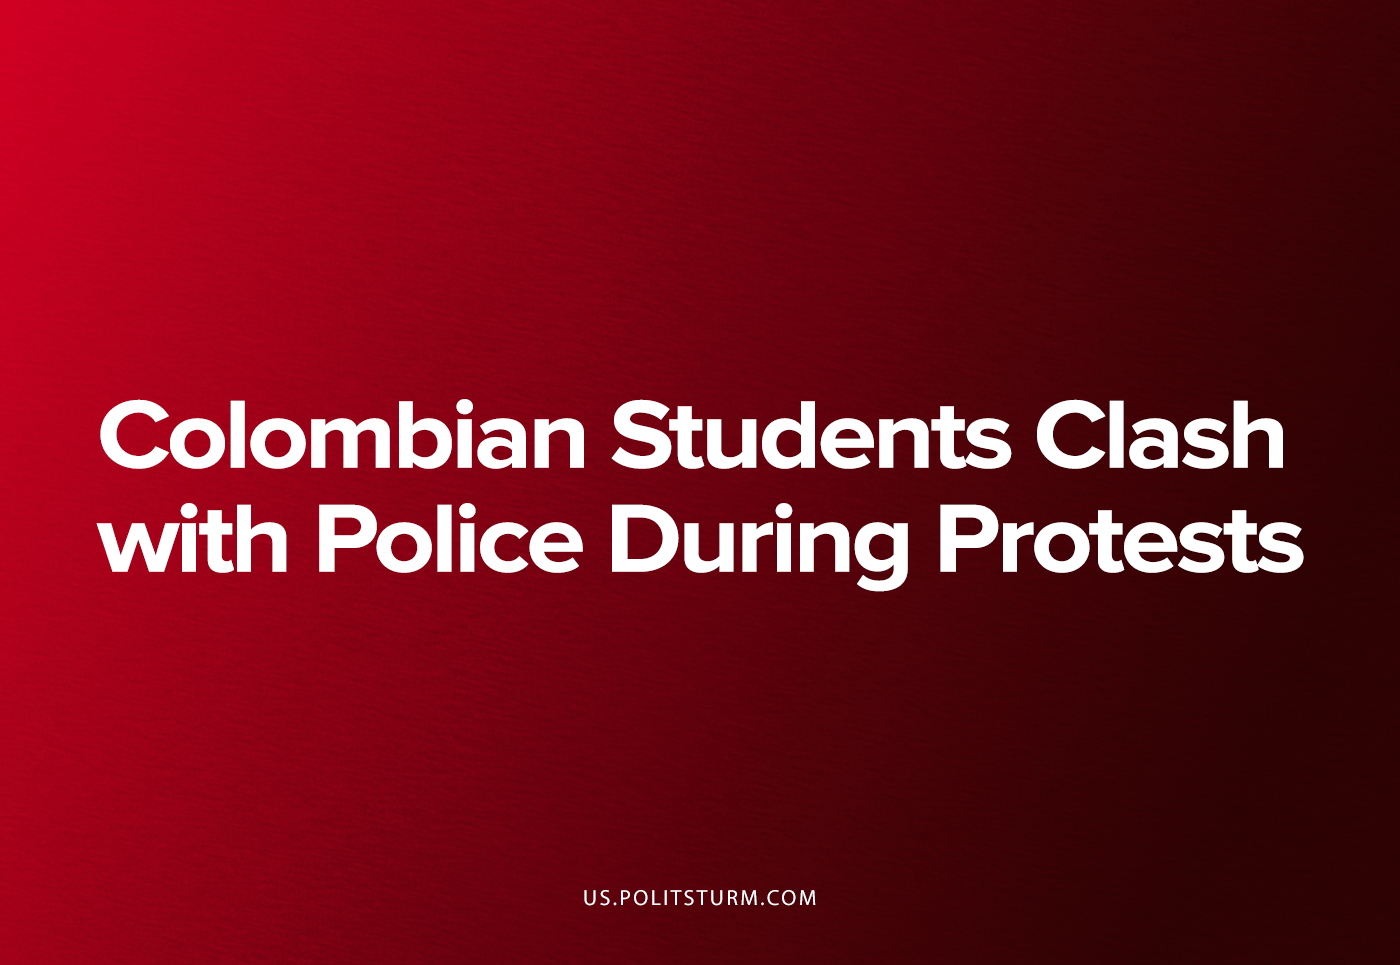 Colombian Students Clash
with Police During Protests
US.POLITSTURM.COM